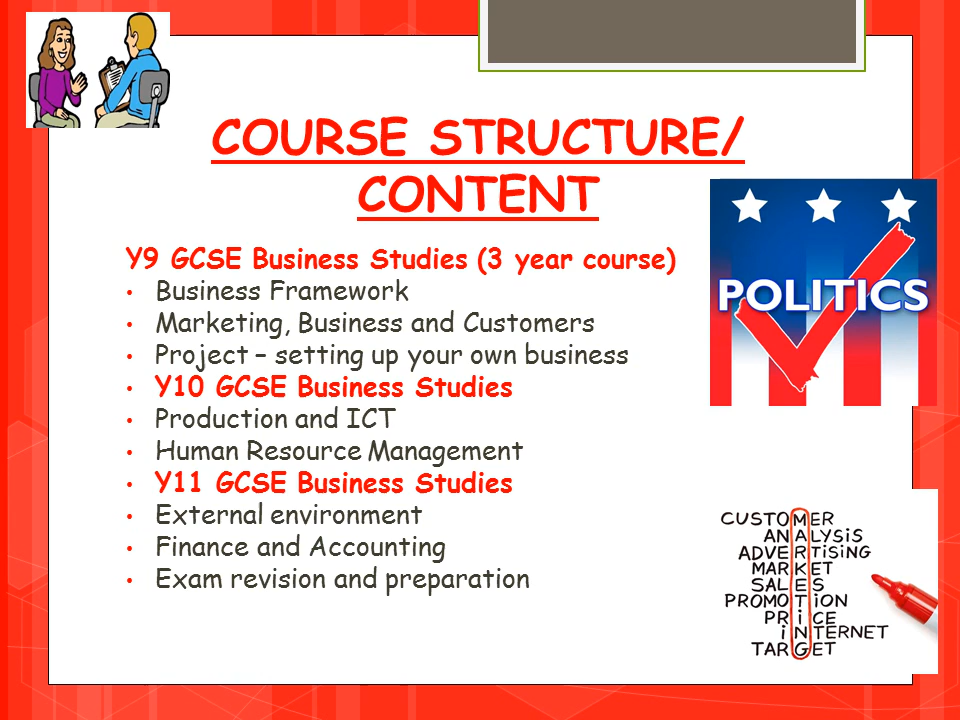 COURSE STRUCTURE/
CONTENT
Y9 GCSE Business Studies (3 year course)
• Business Framework
• Marketing, Business and Customers
• Project – setting up your own business
• Y10 GCSE Business Studies
• Production and ICT
• Human Resource Management
• Y11 GCSE Business Studies
• External environment
• Finance and Accounting
• Exam revision and preparation
POLITICS
CUSTOMER
ANALYSIS
ADVERTISING
MARKET
SALES
PROMOTION
PRICE
INTERNET
TARGET